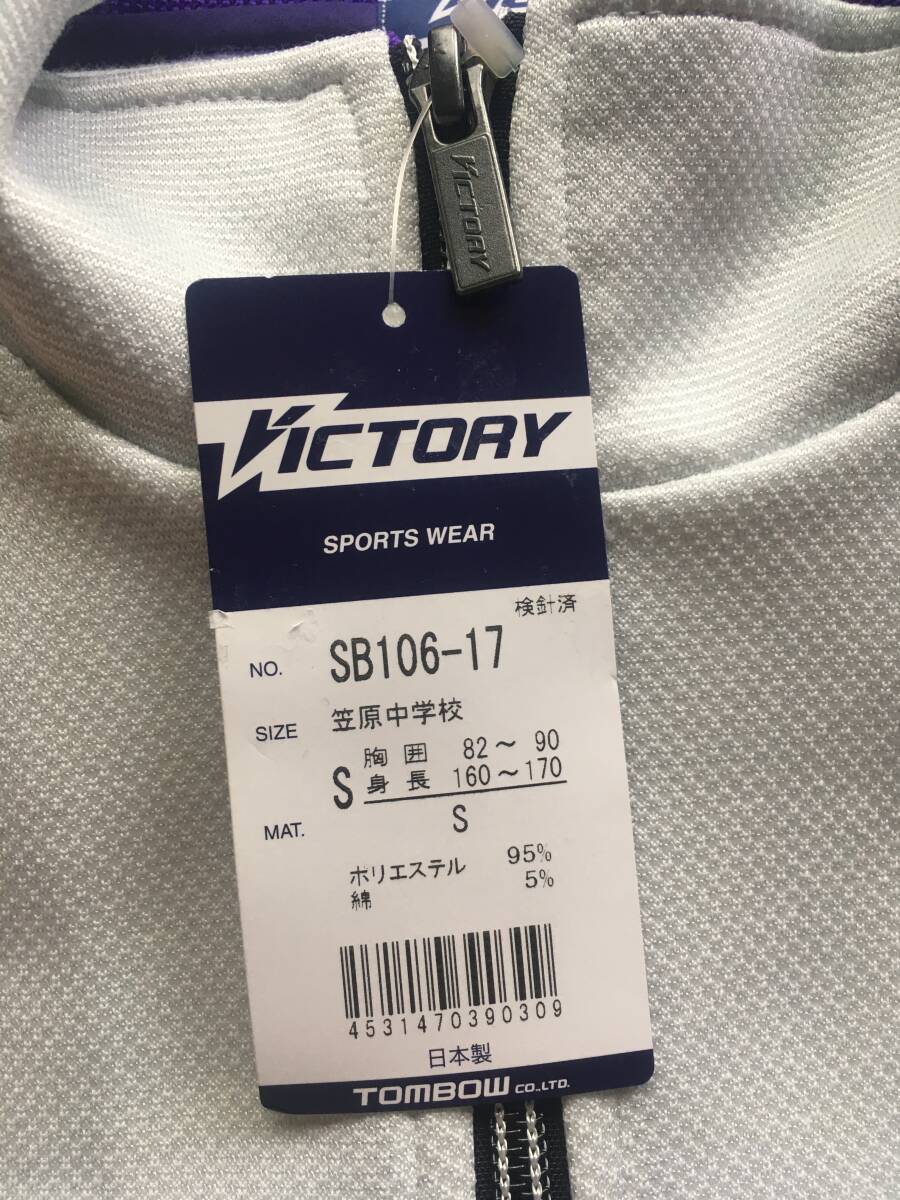 VICTORY
VICTORY
SPORTS WEAR
検針済
NO. SB106-17
笠原中学校
SIZE
S 胸囲 82～ 90
身長 160～170
S
MAT.
ポリエステル 95%
綿 5%
4531470390309
日本製
TOMBOW CO.,LTD.